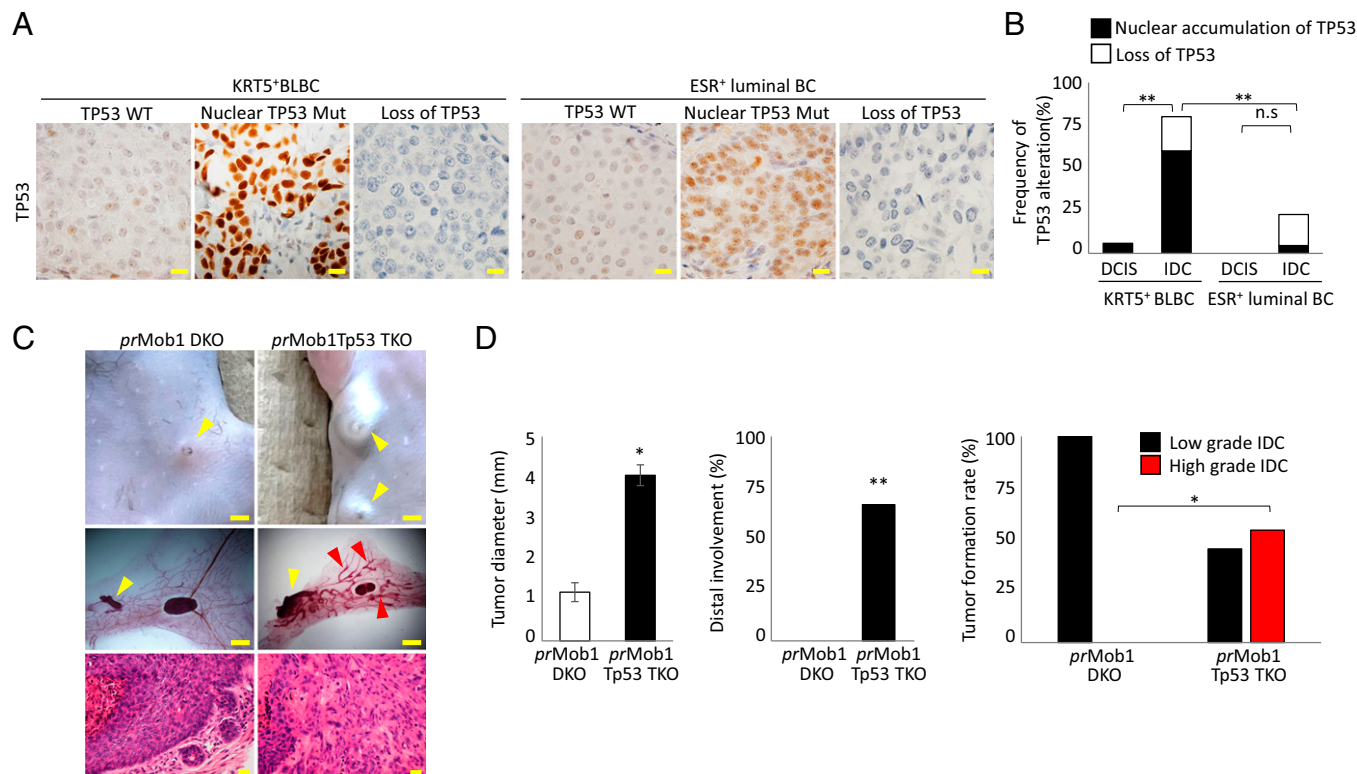 A
KRT5⁺BLBC
ESR⁺ luminal BC
TP53 WT
Nuclear TP53 Mut
Loss of TP53
TP53 WT
Nuclear TP53 Mut
Loss of TP53
TP53
B
Nuclear accumulation of TP53
Loss of TP53
Frequency of
TP53 alteration(%)
100
75
50
25
0
**
**
n.s
DCIS
IDC
DCIS
IDC
KRT5⁺ BLBC
ESR⁺ luminal BC
C
prMob1 DKO
prMob1Tp53 TKO
D
Tumor diameter (mm)
5
4
3
2
1
0
*
prMob1
DKO
prMob1
Tp53 TKO
Distal involvement (%)
100
75
50
25
0
**
prMob1
DKO
prMob1
Tp53 TKO
Tumor formation rate (%)
100
75
50
25
0
Low grade IDC
High grade IDC
*
prMob1
DKO
prMob1
Tp53 TKO